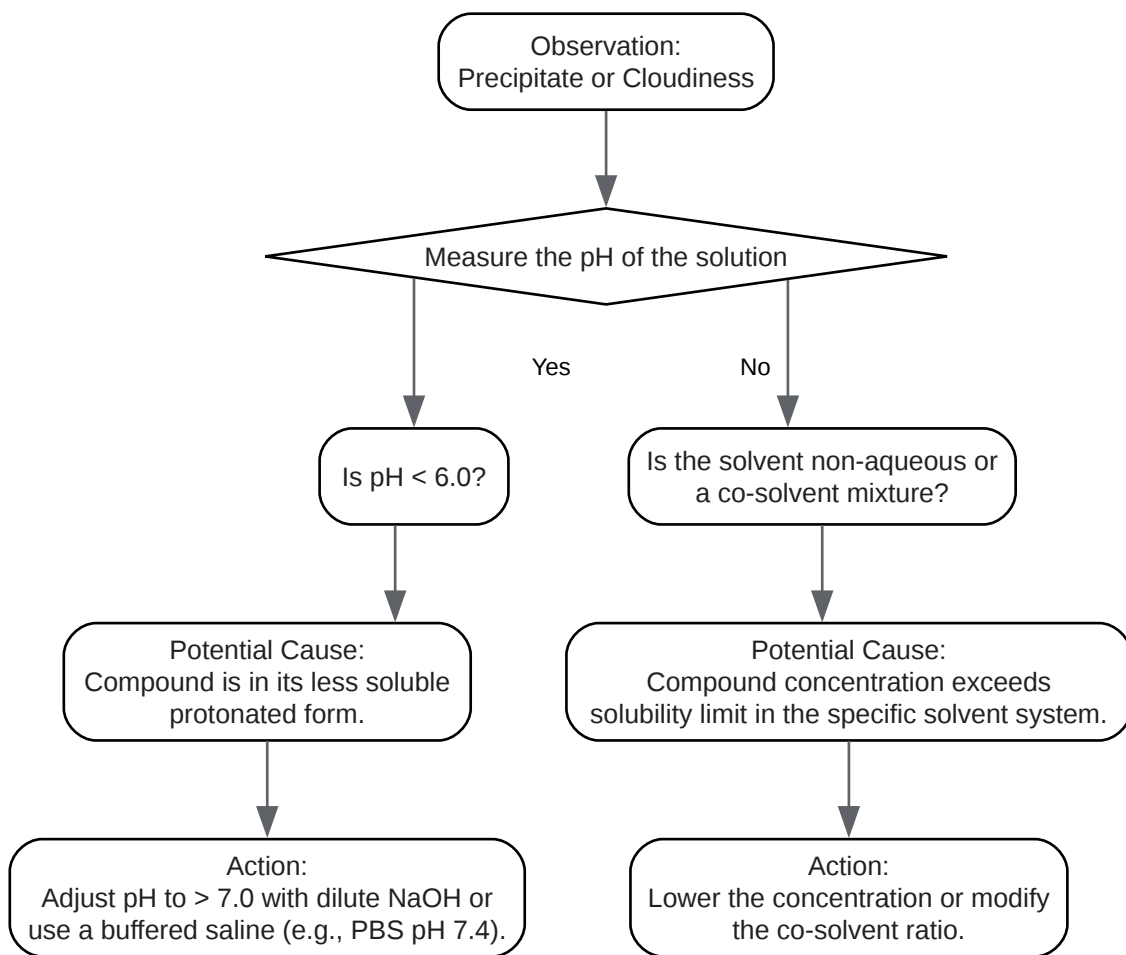 Observation:
Precipitate or Cloudiness
Measure the pH of the solution
Yes
No
Is pH < 6.0?
Is the solvent non-aqueous or
a co-solvent mixture?
Potential Cause:
Compound is in its less soluble
protonated form.
Potential Cause:
Compound concentration exceeds
solubility limit in the specific solvent system.
Action:
Adjust pH to > 7.0 with dilute NaOH or
use a buffered saline (e.g., PBS pH 7.4).
Action:
Lower the concentration or modify
the co-solvent ratio.